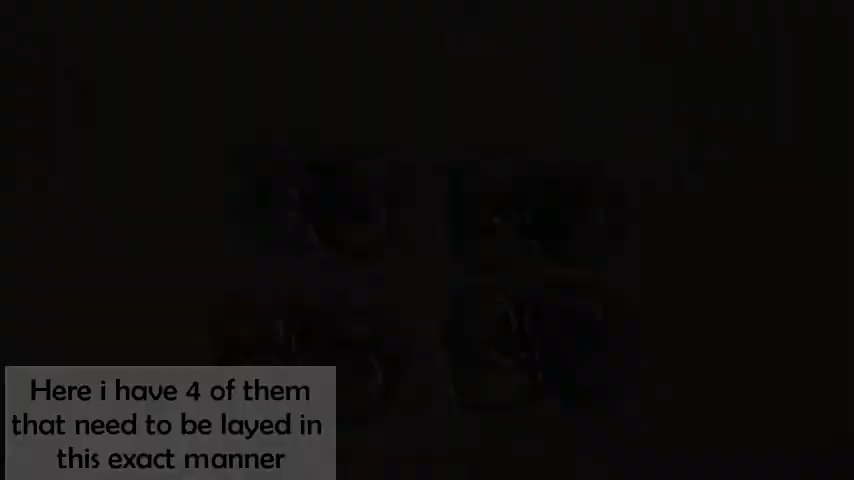 Here i have 4 of them
that need to be layed in
this exact manner